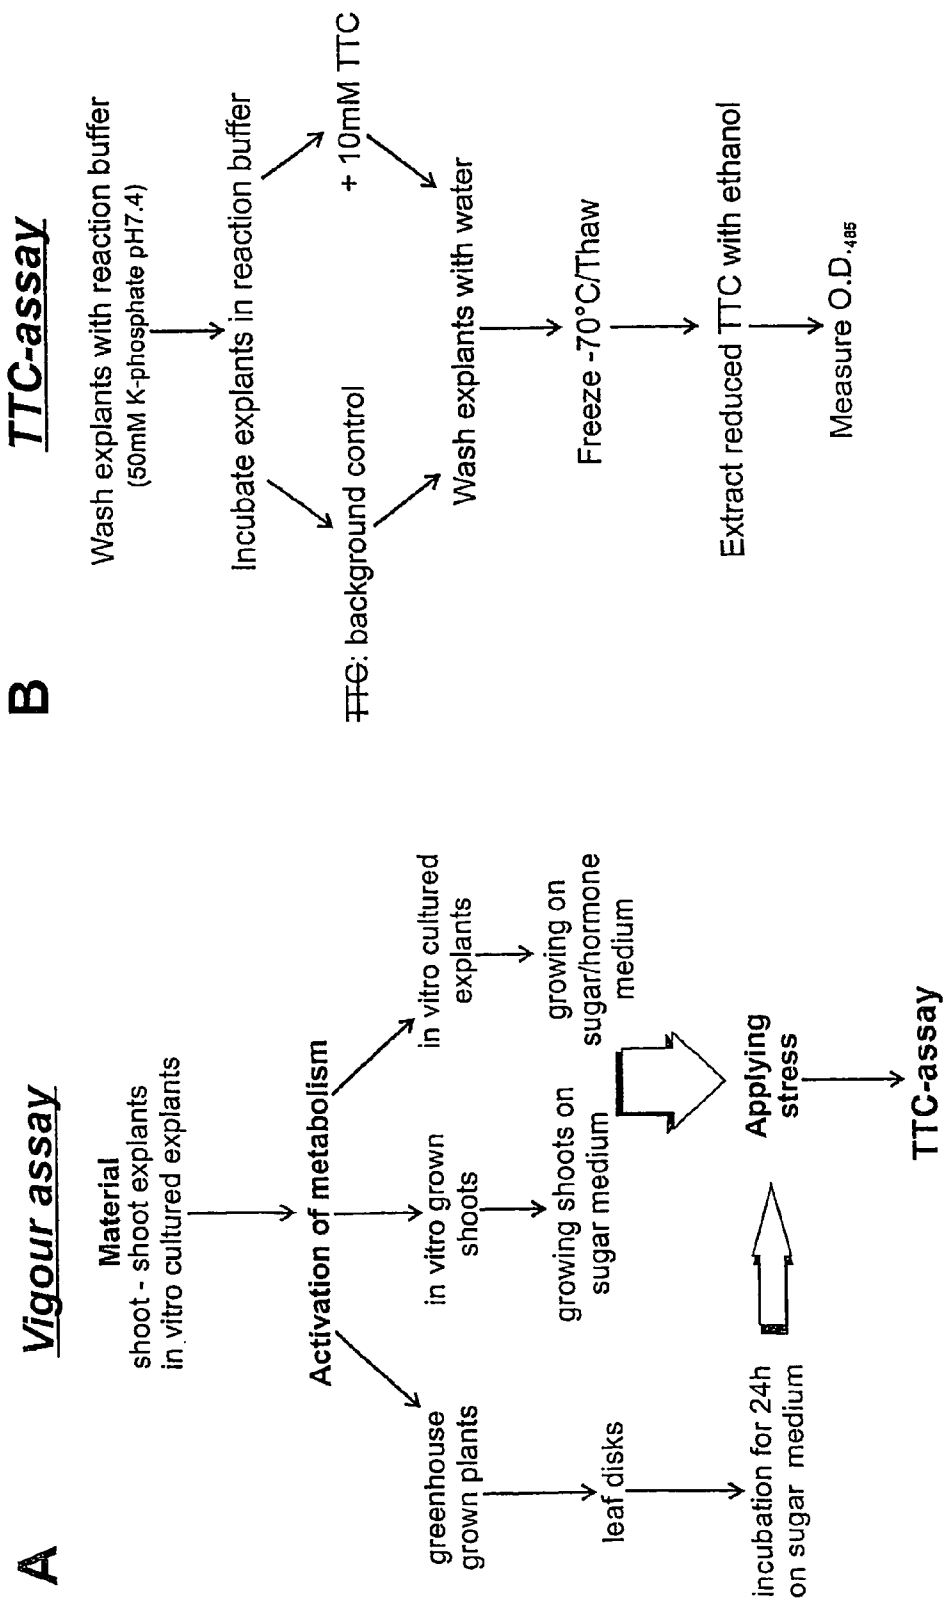 A
Vigour assay
Material
shoot - shoot explants
in vitro cultured explants
Activation of metabolism
greenhouse
grown plants
leaf disks
incubation for 24h
on sugar medium
in vitro grown
shoots
growing shoots on
sugar medium
in vitro cultured
explants
growing on
sugar/hormone
medium
Applying
stress
TTC-assay
B
TTC-assay
Wash explants with reaction buffer
(50mM K-phosphate pH7.4)
Incubate explants in reaction buffer
TTC: background control
+ 10mM TTC
Wash explants with water
Freeze -70°C/Thaw
Extract reduced TTC with ethanol
Measure O.D.485